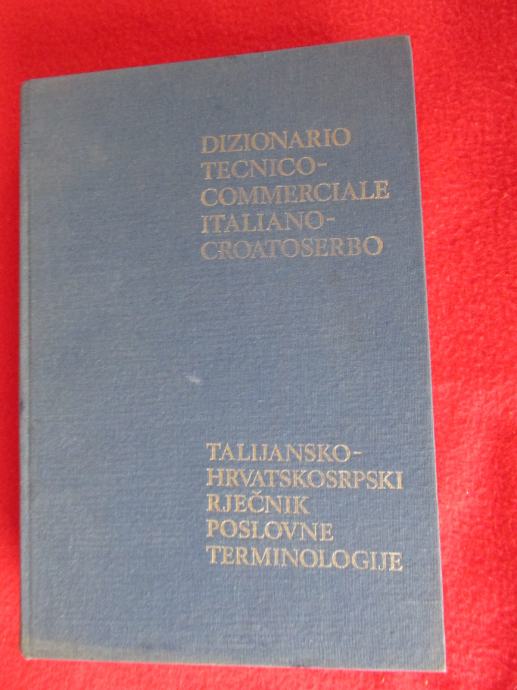 DIZIONARIO
TECNICO-
COMMERCIALE
ITALIANO-
CROATOSERBO
TALIJANSKO-
HRVATSKOSRPSKI
RJEČNIK
POSLOVNE
TERMINOLOGIJE